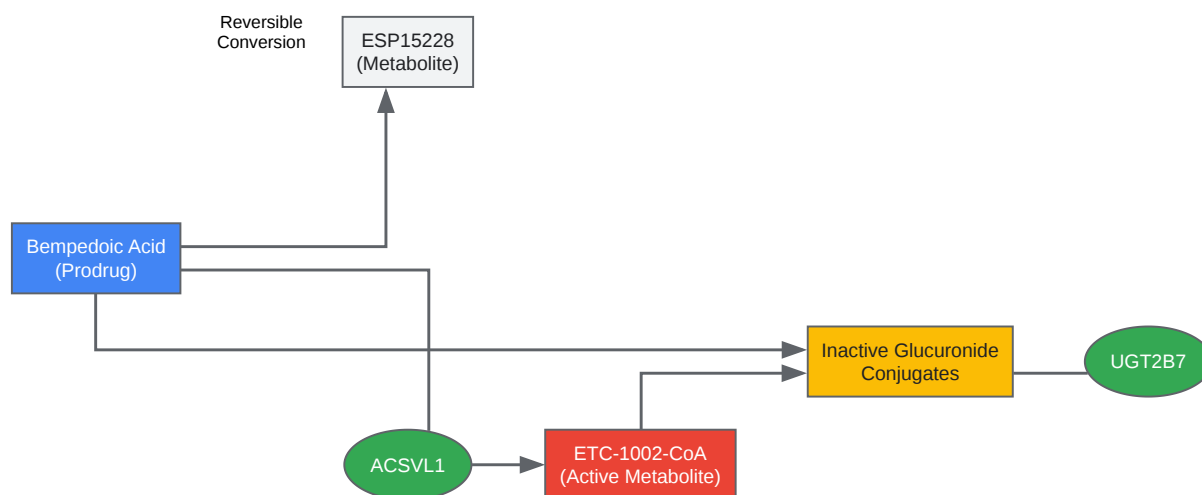 Reversible
Conversion
ESP15228
(Metabolite)
Bempedoic Acid
(Prodrug)
Inactive Glucuronide
Conjugates
UGT2B7
ACSVL1
ETC-1002-CoA
(Active Metabolite)